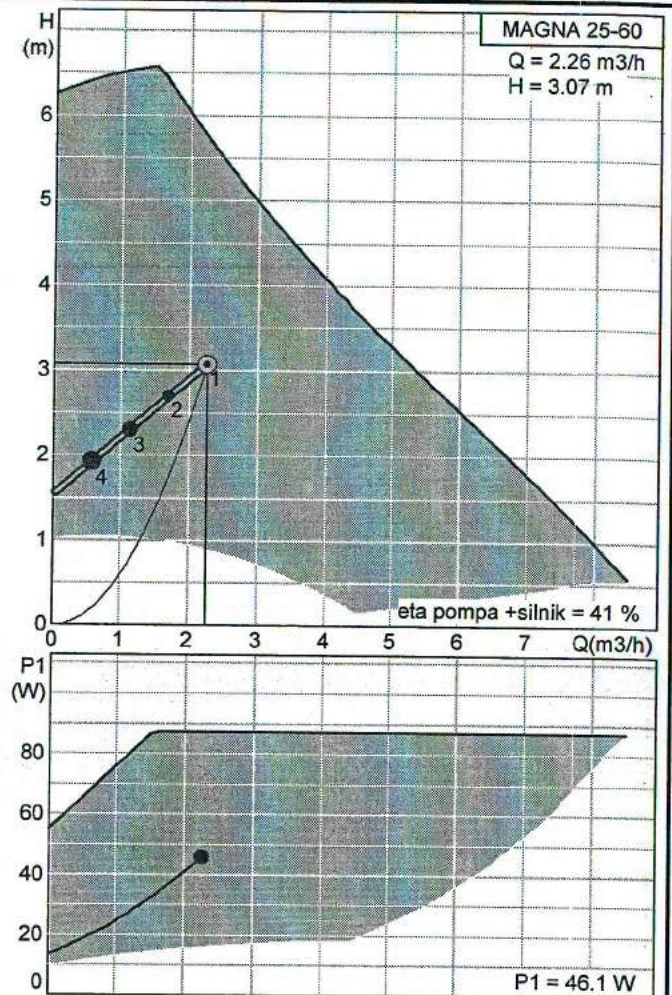 H
(m)
MAGNA 25-60
Q = 2.26 m3/h
H = 3.07 m
6
5
4
3
2
1
0
1
2
3
4
eta pompa +silnik = 41 %
0 1 2 3 4 5 6 7 Q(m3/h)
P1
(W)
80
60
40
20
0
P1 = 46.1 W